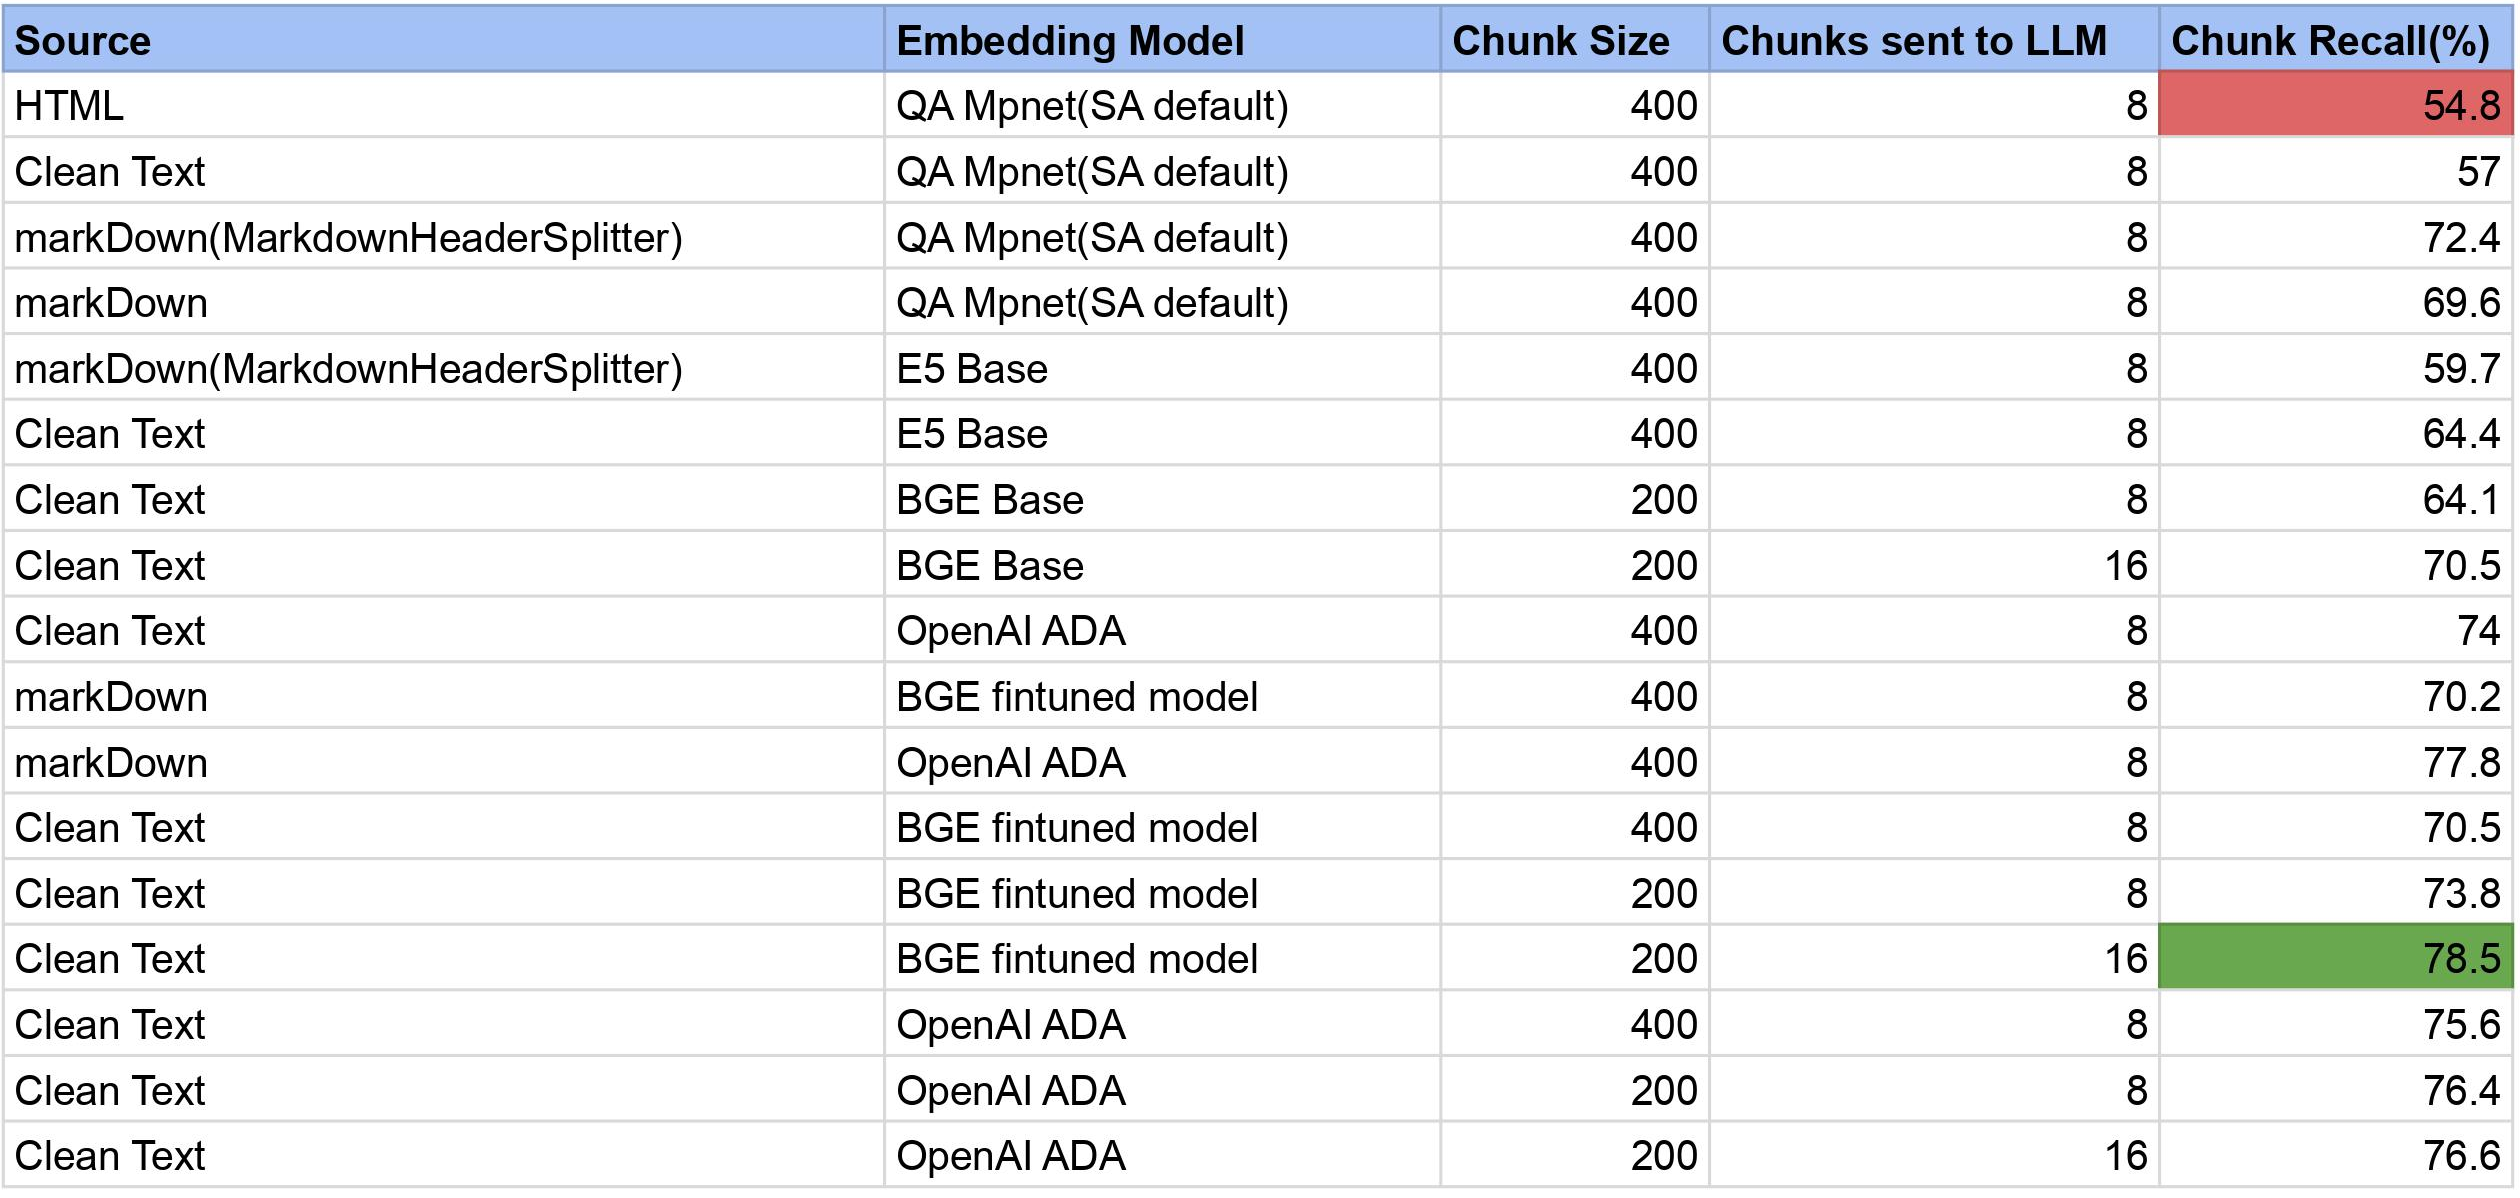 Source Embedding Model Chunk Size Chunks sent to LLM Chunk Recall(%)
HTML QA Mpnet(SA default) 400 8 54.8
Clean Text QA Mpnet(SA default) 400 8 57
markDown(MarkdownHeaderSplitter) QA Mpnet(SA default) 400 8 72.4
markDown QA Mpnet(SA default) 400 8 69.6
markDown(MarkdownHeaderSplitter) E5 Base 400 8 59.7
Clean Text E5 Base 400 8 64.4
Clean Text BGE Base 200 8 64.1
Clean Text BGE Base 200 16 70.5
Clean Text OpenAI ADA 400 8 74
markDown BGE fintuned model 400 8 70.2
markDown OpenAI ADA 400 8 77.8
Clean Text BGE fintuned model 400 8 70.5
Clean Text BGE fintuned model 200 8 73.8
Clean Text BGE fintuned model 200 16 78.5
Clean Text OpenAI ADA 400 8 75.6
Clean Text OpenAI ADA 200 8 76.4
Clean Text OpenAI ADA 200 16 76.6